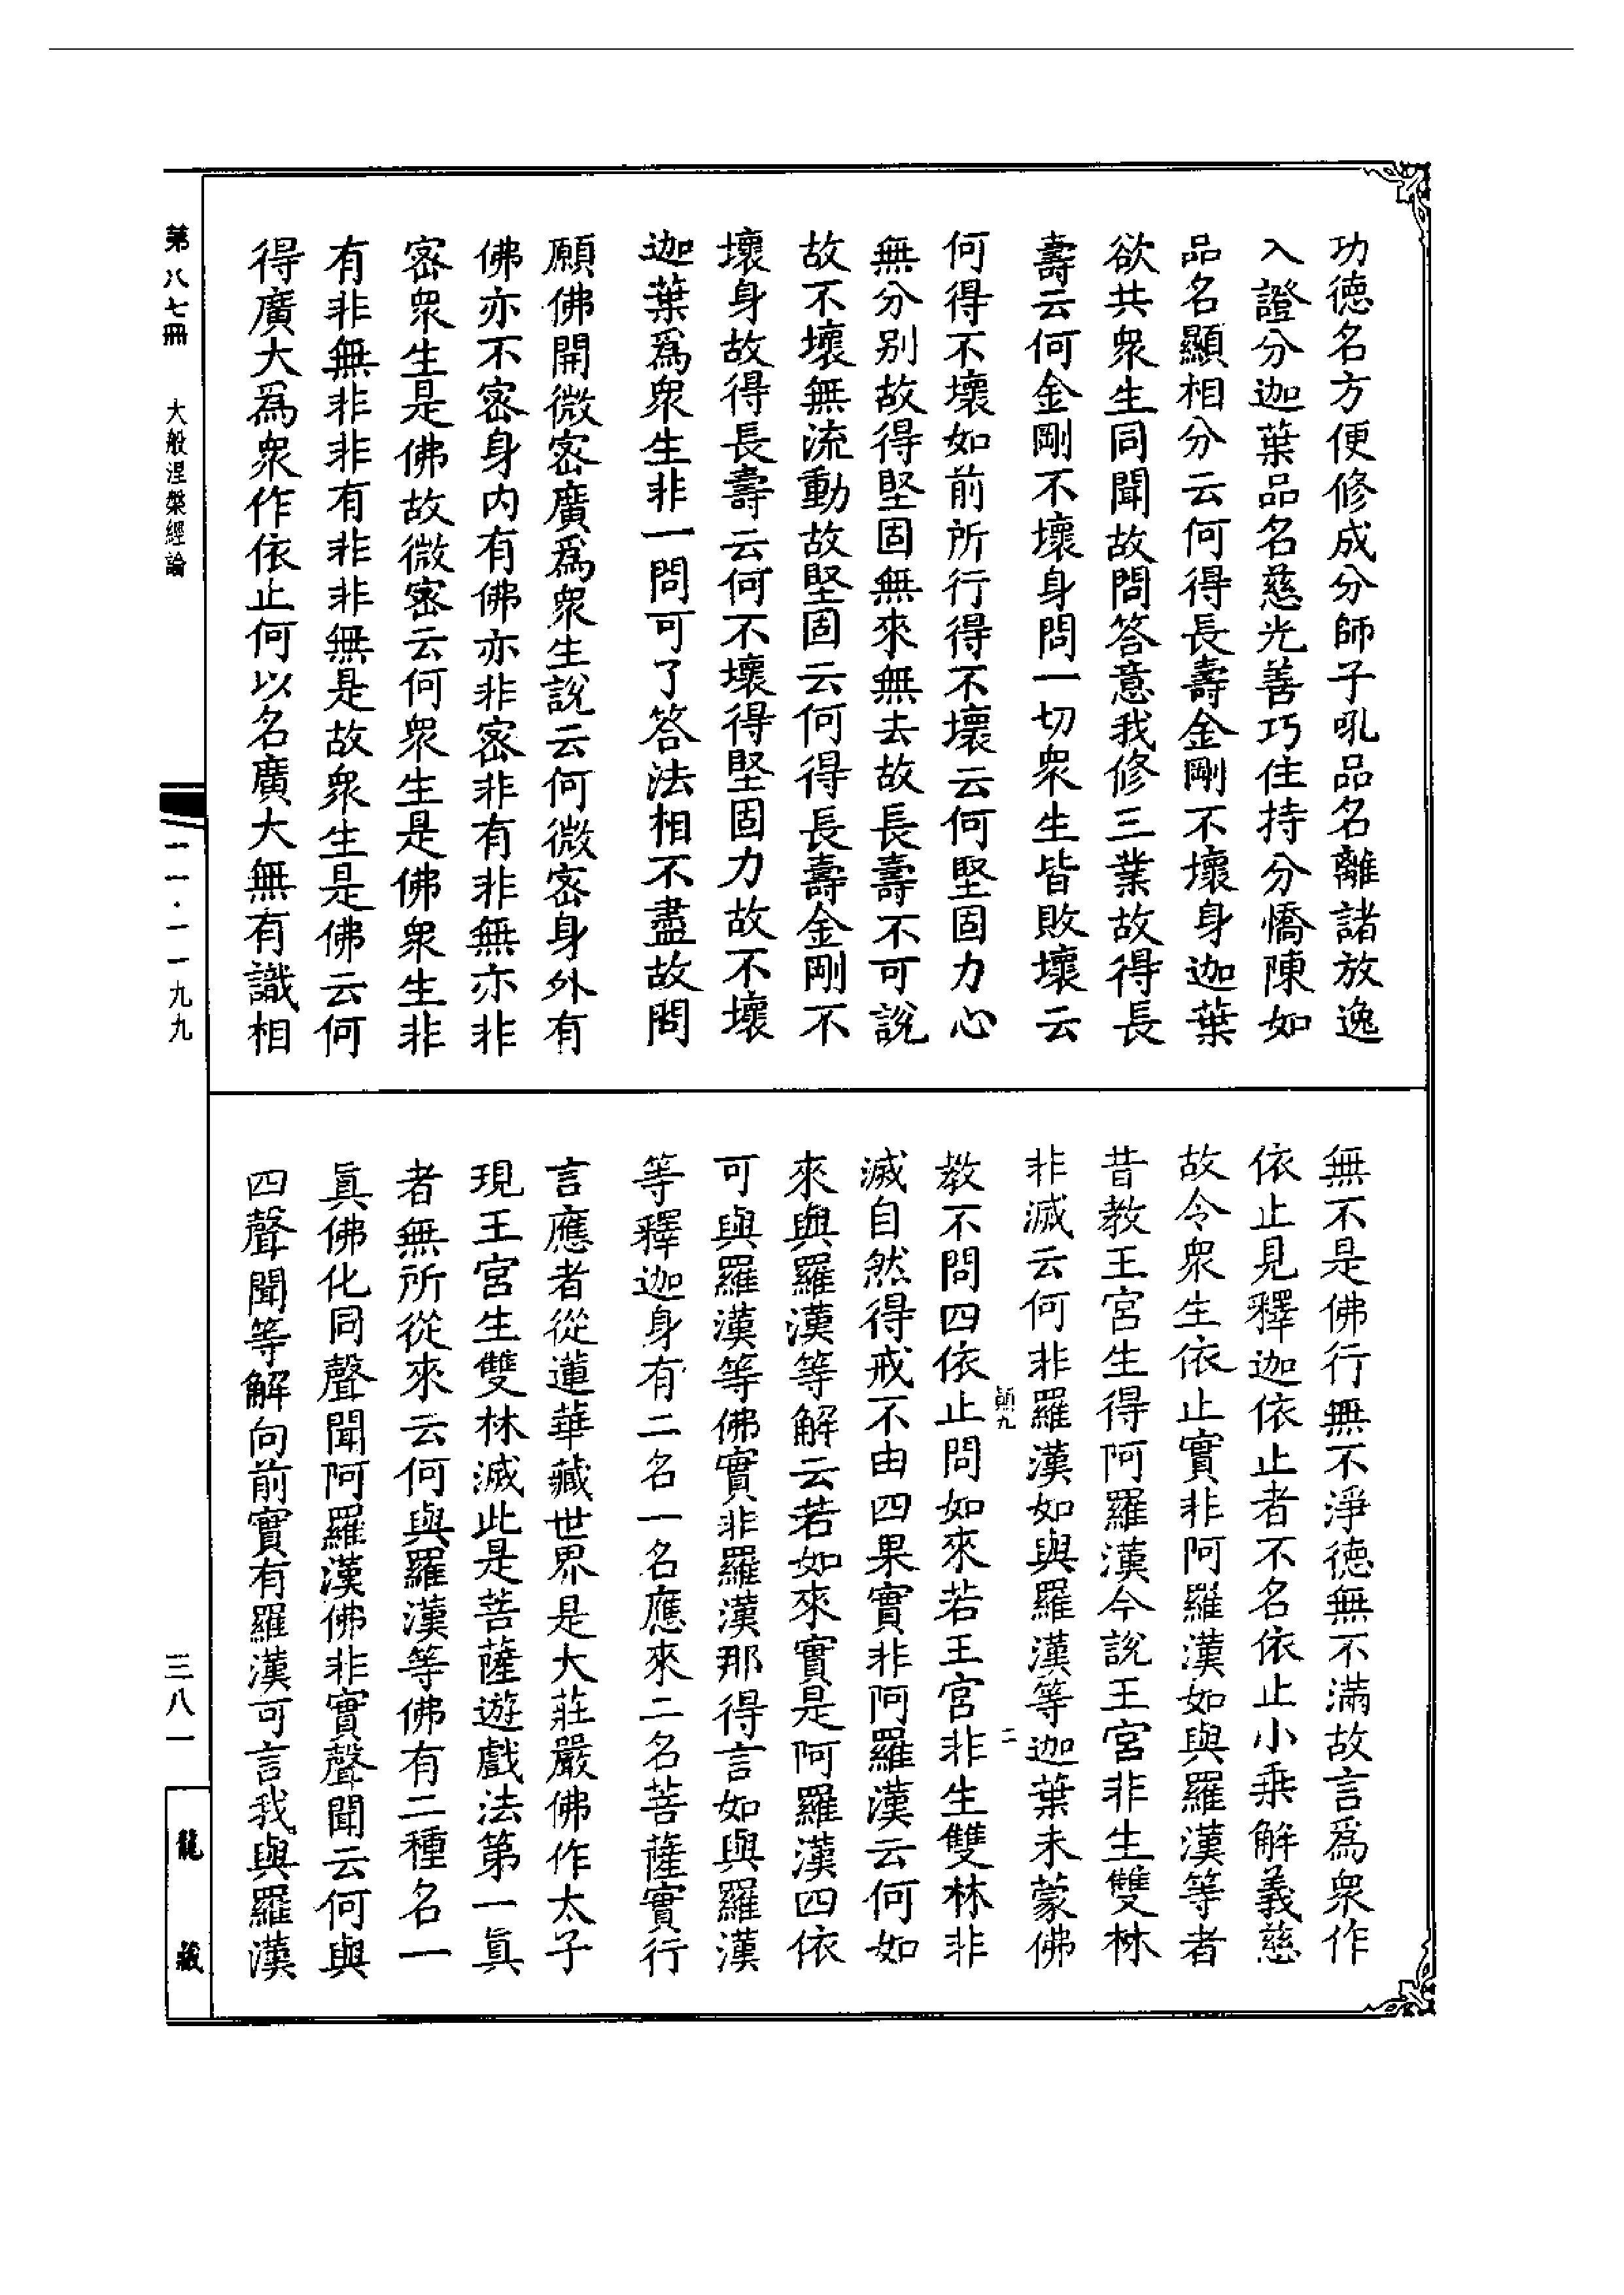 功德名方便修成分師子吼品名離諸放逸
入證分迦葉品名慈光善巧住持分憍陳如
品名顯相分云何得長壽金剛不壞身迦葉
欲共衆生同聞故問答意我修三業故得長
壽云何金剛不壞身問一切衆生皆敗壞云
何得不壞如前所行得不壞云何堅固力心
無分别故得堅固無來無去故長壽不可說
故不壞無流動故堅固云何得長壽金剛不
壞身故得長壽云何不壞得堅固力故不壞
迦葉爲衆生非一問可了答法相不盡故問
願佛開微密廣爲衆生說云何微密身外有
佛亦不密身内有佛亦非密非有非無亦非
密衆生是佛故微密云何衆生是佛衆生非
有非無非非有非非無是故衆生是佛云何
得廣大爲衆作依止何以名廣大無有識相
無不是佛行無不淨德無不滿故言爲衆作
依止見釋迦依止者不名依止小乘解義慈
故令衆生依止實非阿羅漢如與羅漢等者
昔教王宮生得阿羅漢今說王宮非生雙林
非滅云何非羅漢如與羅漢等迦葉未蒙佛
顛九
二
教不問四依止問如來若王宮非生雙林非
滅自然得戒不由四果實非阿羅漢云何如
來與羅漢等解云若如來實是阿羅漢四依
可與羅漢等佛實非羅漢那得言如與羅漢
等釋迦身有二名一名應來二名菩薩實行
言應者從蓮華藏世界是大莊嚴佛作太子
現王宮生雙林滅此是菩薩遊戲法第一眞
者無所從來云何與羅漢等佛有二種名一
眞佛化同聲聞阿羅漢佛非實聲聞云何與
四聲聞等解向前實有羅漢可言我與羅漢
第八七冊
大般涅槃經論
一一·一一九九
三八一
龍藏